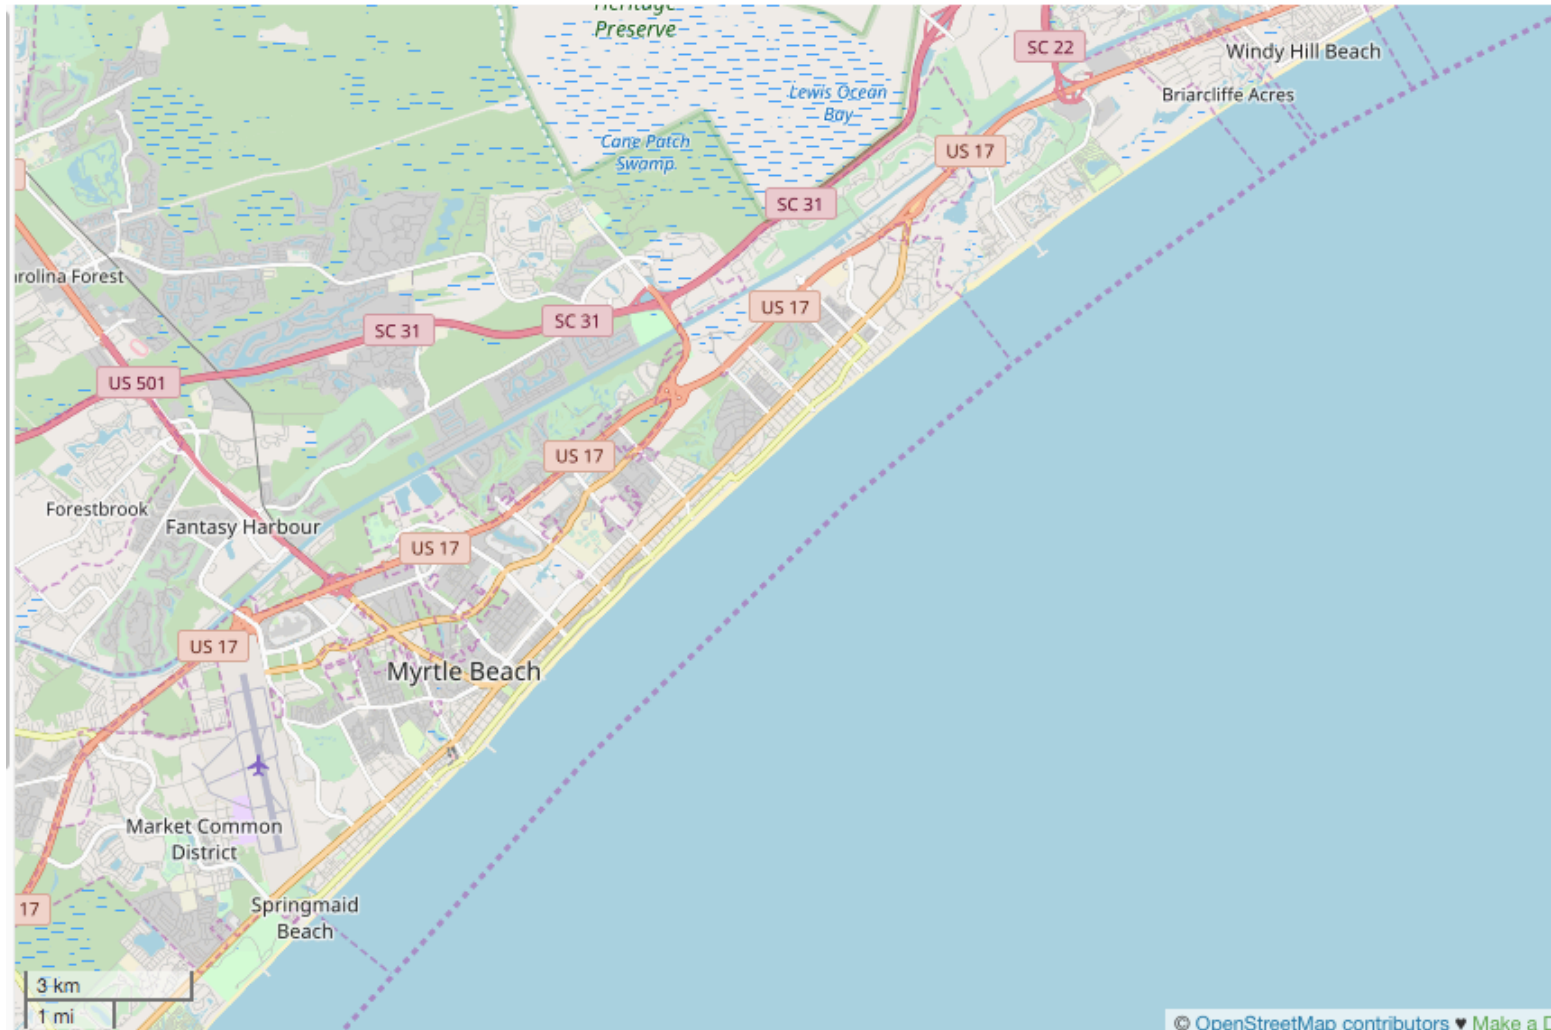 Heritage
Preserve
SC 22
Windy Hill Beach
Lewis Ocean
Bay
Briarcliffe Acres
Cane Patch
Swamp
US 17
SC 31
arolina Forest
US 17
SC 31
SC 31
US 501
US 17
Forestbrook
Fantasy Harbour
US 17
US 17
Myrtle Beach
Market Common
District
17
Springmaid
Beach
3 km
1 mi
© OpenStreetMap contributors ♥ Make a D